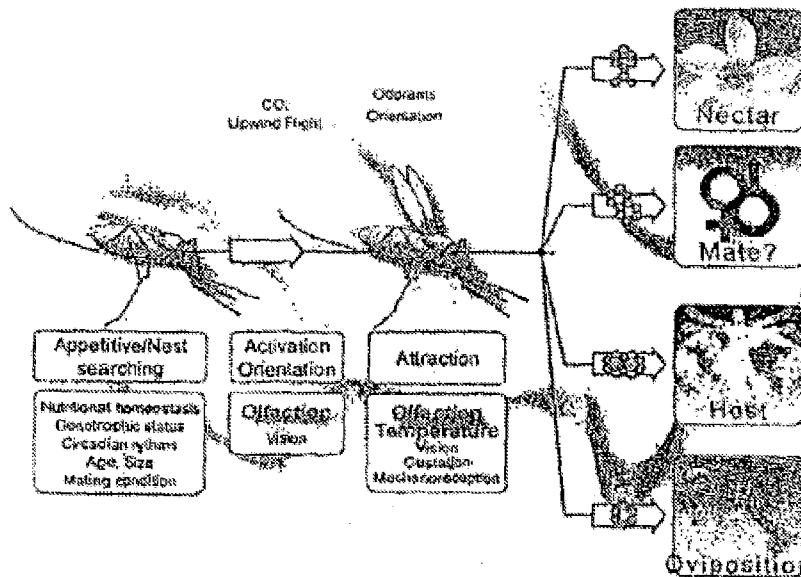 CO2
Upwind Flight
Odorants
Orientation
Nectar
Mate?
Host
Oviposition
Appetitive/Nest
searching
Nutritional homeostasis
Gonotrophic status
Circadian rythms
Age, Size
Mating condition
Activation
Orientation
Olfaction
Vision
Attraction
Olfaction
Temperature
Vision
Gustation
Mechanoreception